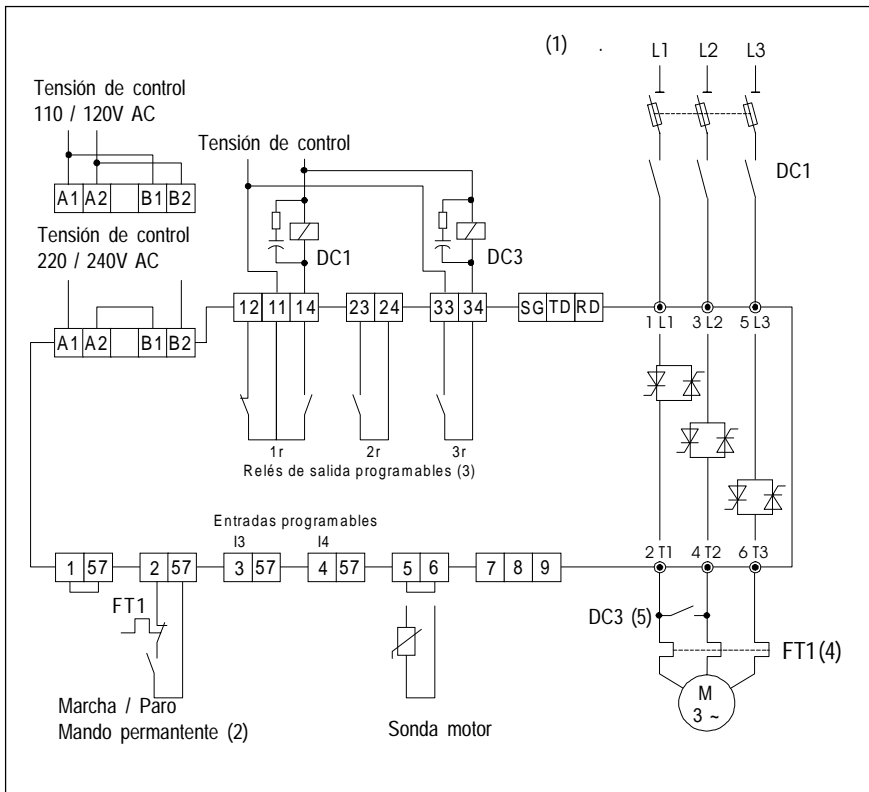 (1) . L1 L2 L3
Tensión de control
110 / 120V AC
A1 A2 B1 B2
Tensión de control
220 / 240V AC
A1 A2 B1 B2
Tensión de control
DC1
DC3
DC1
12 11 14 23 24 33 34 SG TD RD
1 L1 3 L2 5 L3
1r 2r 3r
Relés de salida programables (3)
Entradas programables
I3 I4
1 57 2 57 3 57 4 57 5 6 7 8 9
2 T1 4 T2 6 T3
FT1
DC3 (5)
FT1 (4)
M
3 ~
Marcha / Paro
Mando permantente (2)
Sonda motor